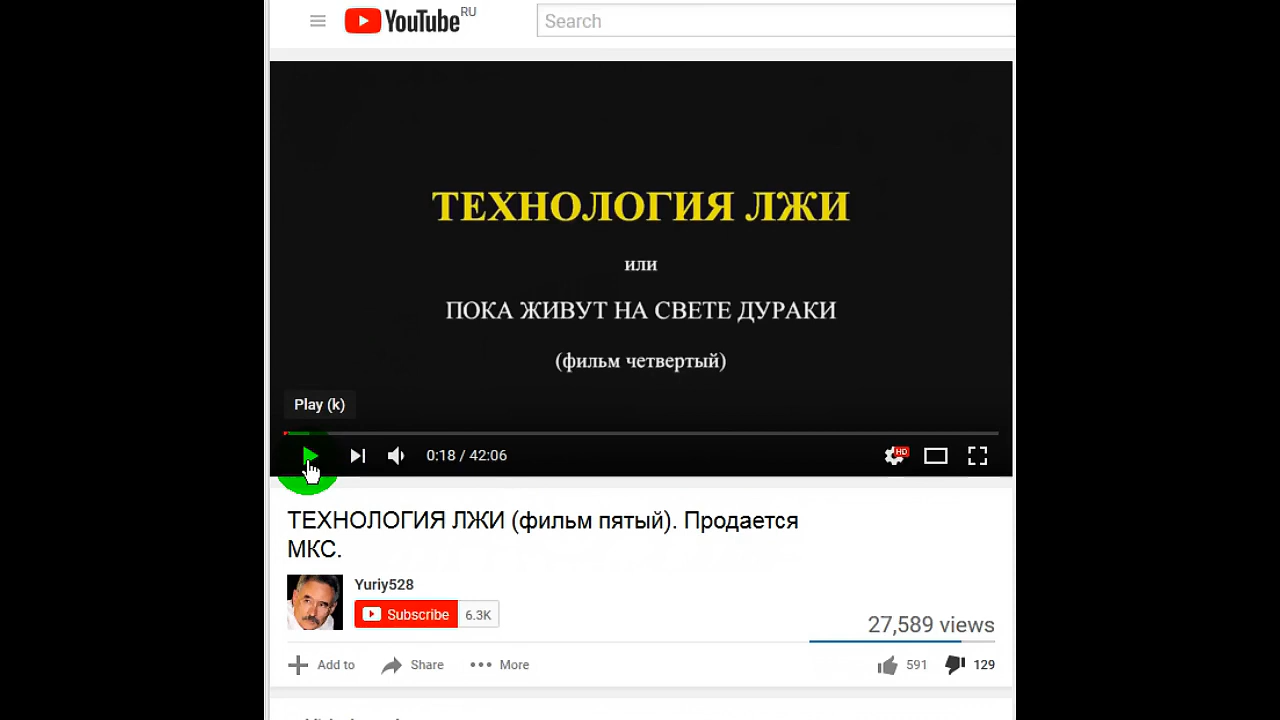 YouTube RU
Search
ТЕХНОЛОГИЯ ЛЖИ
или
ПОКА ЖИВУТ НА СВЕТЕ ДУРАКИ
(фильм четвертый)
Play (k)
0:18 / 42:06
HD
ТЕХНОЛОГИЯ ЛЖИ (фильм пятый). Продается
МКС.
Yuriy528
Subscribe 6.3K
27,589 views
Add to Share More 591 129